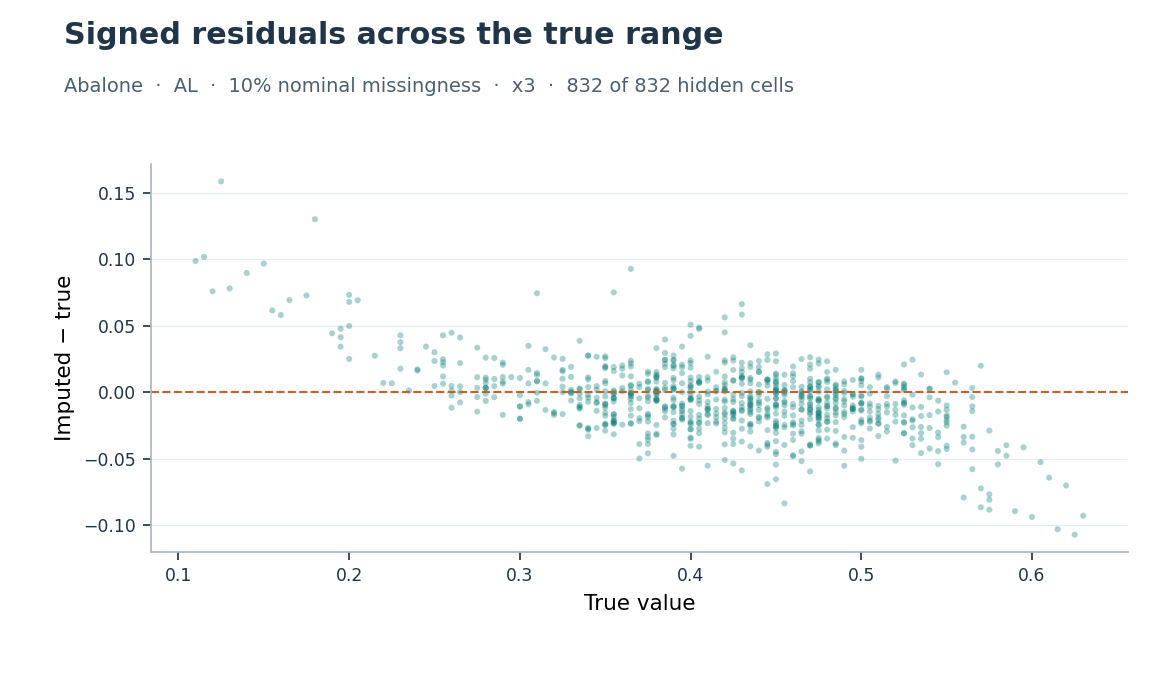 Signed residuals across the true range
Abalone · AL · 10% nominal missingness · x3 · 832 of 832 hidden cells
Imputed − true
0.15
0.10
0.05
0.00
−0.05
−0.10
0.1 0.2 0.3 0.4 0.5 0.6
True value